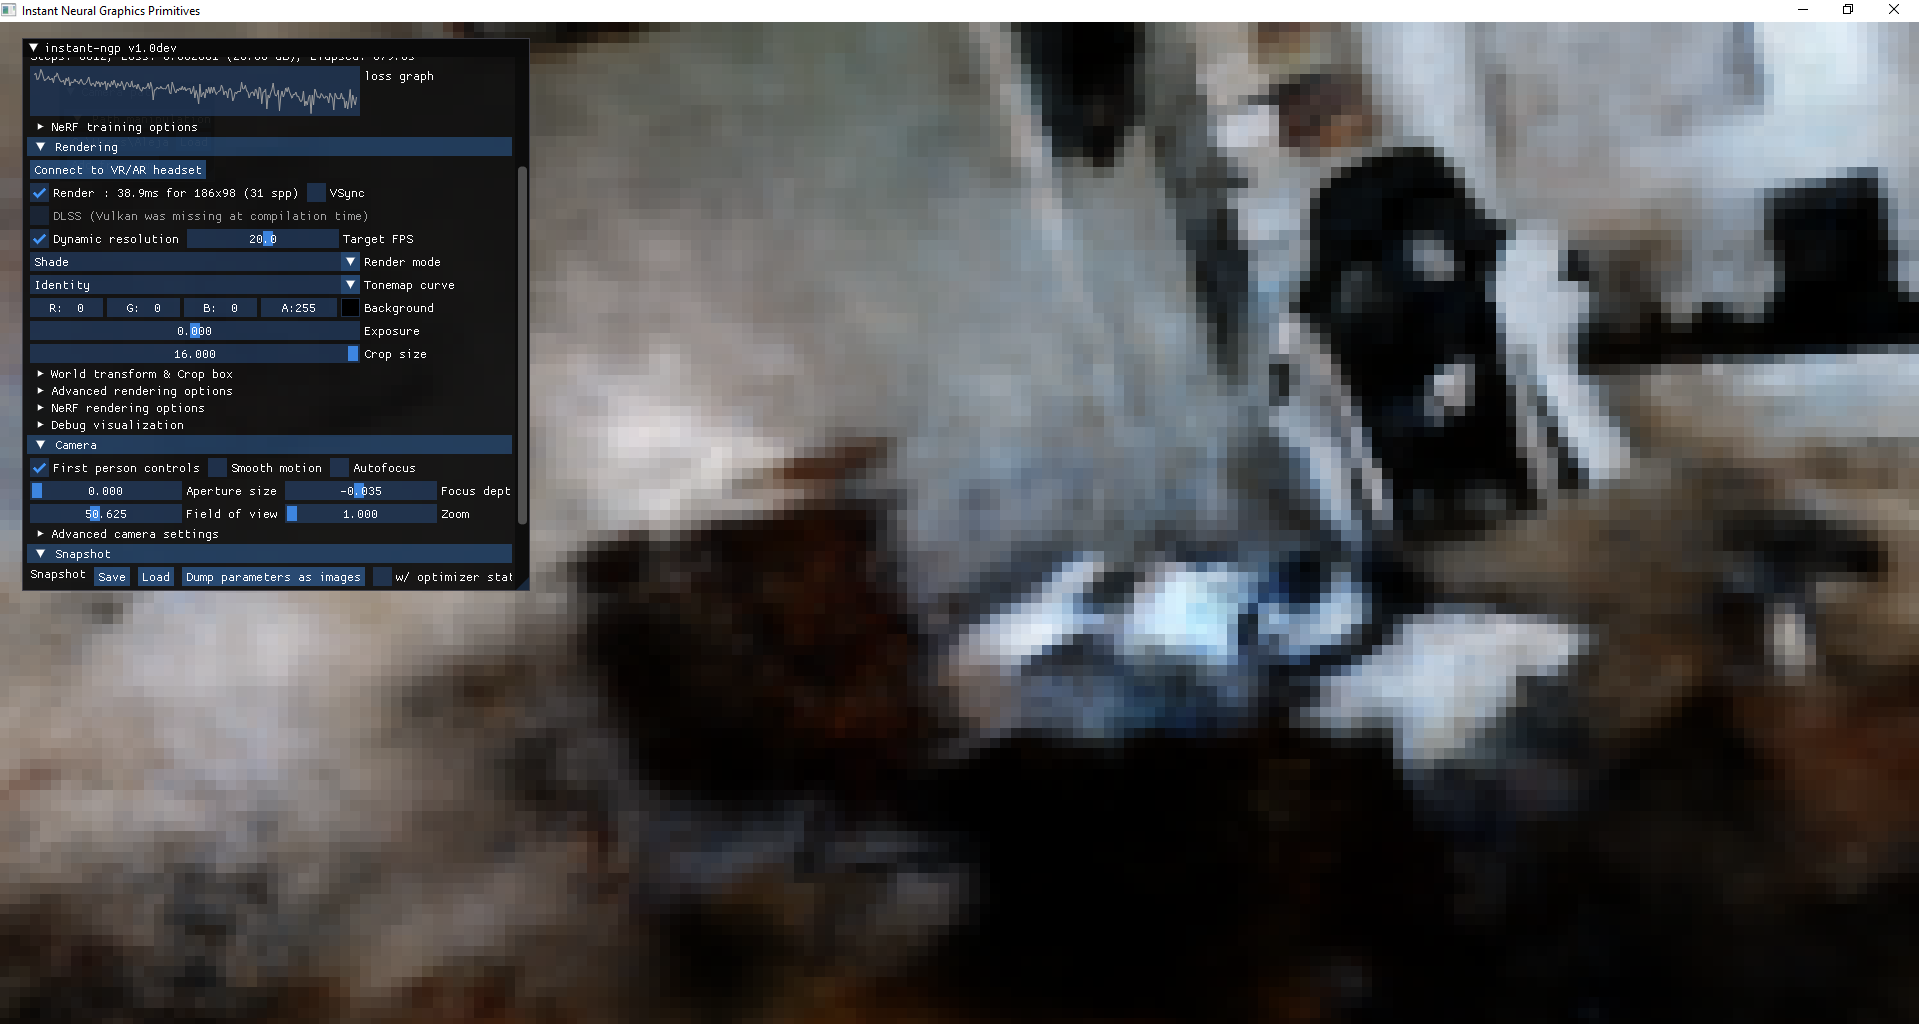 Instant Neural Graphics Primitives
instant-ngp v1.0dev
loss graph
NeRF training options
Rendering
Connect to VR/AR headset
Render : 38.9ms for 186x98 (31 spp) VSync
DLSS (Vulkan was missing at compilation time)
Dynamic resolution 20.0 Target FPS
Shade Render mode
Identity Tonemap curve
R: 0 G: 0 B: 0 A:255 Background
0.000 Exposure
16.000 Crop size
World transform & Crop box
Advanced rendering options
NeRF rendering options
Debug visualization
Camera
First person controls Smooth motion Autofocus
0.000 Aperture size -0.035 Focus dept
50.625 Field of view 1.000 Zoom
Advanced camera settings
Snapshot
Snapshot Save Load Dump parameters as images w/ optimizer stat